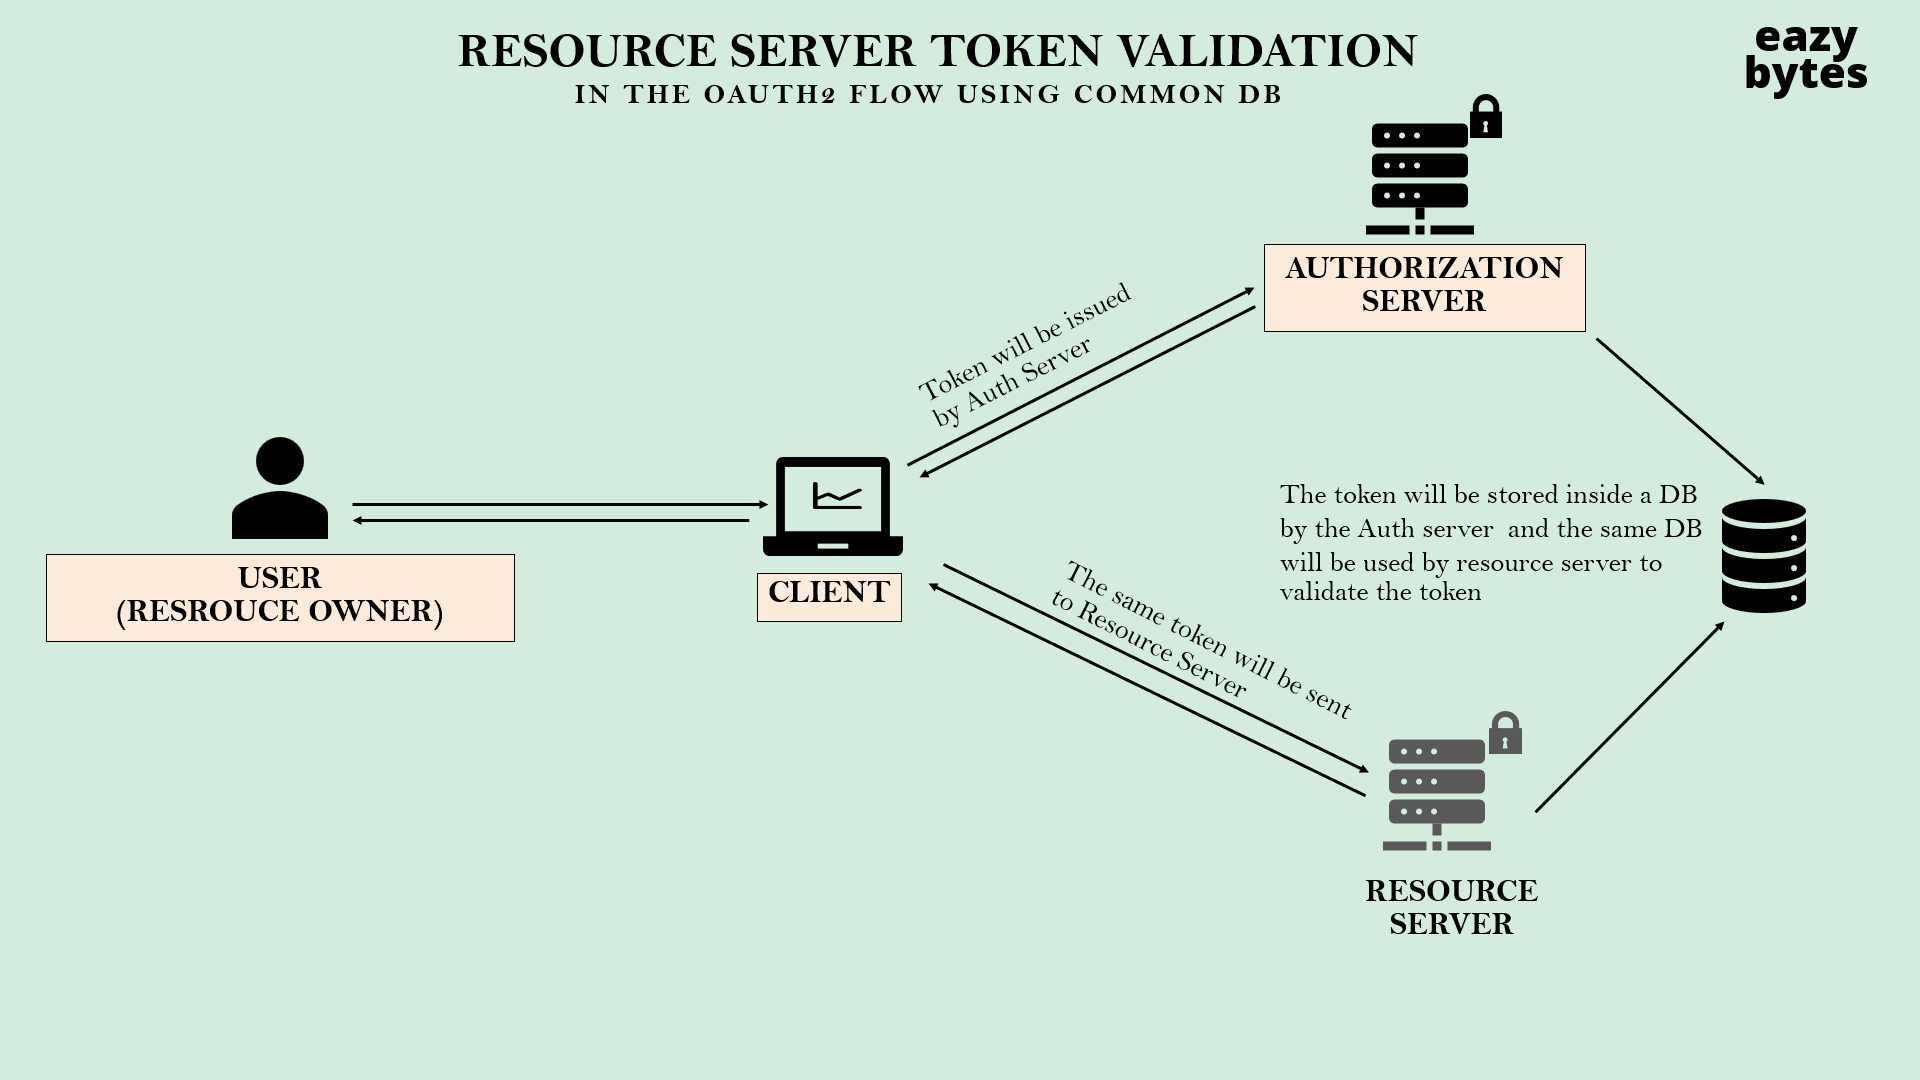 RESOURCE SERVER TOKEN VALIDATION
IN THE OAUTH2 FLOW USING COMMON DB
eazy
bytes
AUTHORIZATION
SERVER
Token will be issued
by Auth Server
USER
(RESROUCE OWNER)
CLIENT
The token will be stored inside a DB
by the Auth server  and the same DB
will be used by resource server to
validate the token
The same token will be sent
to Resource Server
RESOURCE
SERVER